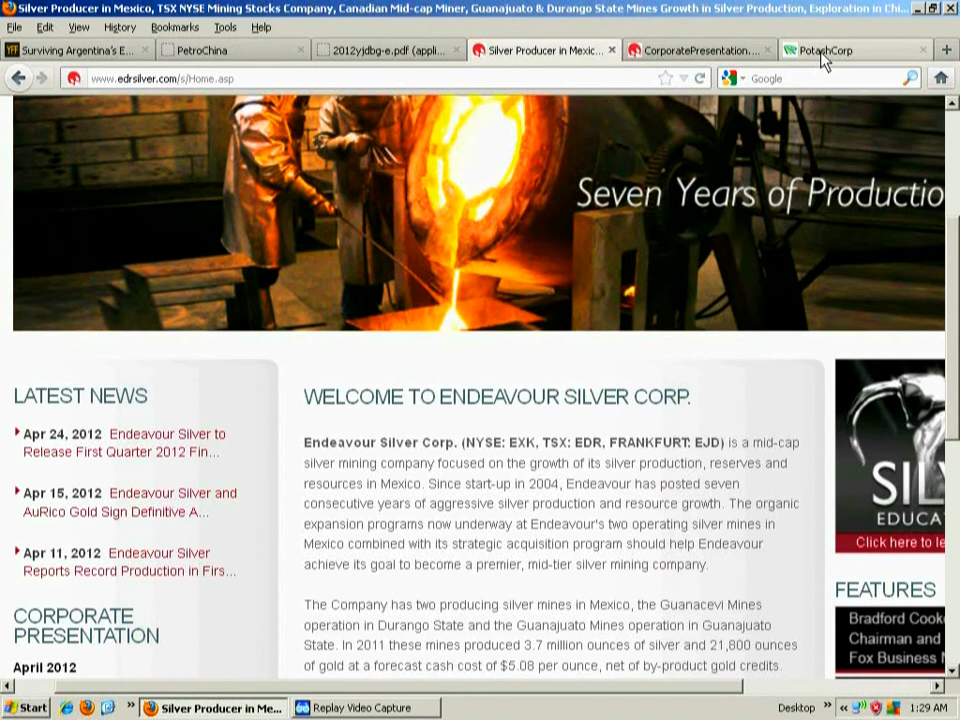 Silver Producer in Mexico, TSX NYSE Mining Stocks Company, Canadian Mid-cap Miner, Guanajuato & Durango State Mines Growth in Silver Production, Exploration in Chi...
File Edit View History Bookmarks Tools Help
Surviving Argentina's E... PetroChina 2012yjdbg-e.pdf (appli... Silver Producer in Mexic... CorporatePresentation.... PotashCorp
www.edrsilver.com/s/Home.asp Google
Seven Years of Productio
LATEST NEWS
Apr 24, 2012 Endeavour Silver to
Release First Quarter 2012 Fin...
Apr 15, 2012 Endeavour Silver and
AuRico Gold Sign Definitive A...
Apr 11, 2012 Endeavour Silver
Reports Record Production in Firs...
CORPORATE
PRESENTATION
April 2012
WELCOME TO ENDEAVOUR SILVER CORP.
Endeavour Silver Corp. (NYSE: EXK, TSX: EDR, FRANKFURT: EJD) is a mid-cap
silver mining company focused on the growth of its silver production, reserves and
resources in Mexico. Since start-up in 2004, Endeavour has posted seven
consecutive years of aggressive silver production and resource growth. The organic
expansion programs now underway at Endeavour's two operating silver mines in
Mexico combined with its strategic acquisition program should help Endeavour
achieve its goal to become a premier, mid-tier silver mining company.
The Company has two producing silver mines in Mexico, the Guanacevi Mines
operation in Durango State and the Guanajuato Mines operation in Guanajuato
State. In 2011 these mines produced 3.7 million ounces of silver and 21,800 ounces
of gold at a forecast cash cost of $5.08 per ounce, net of by-product gold credits.
SIL
EDUCA
Click here to le
FEATURES
Bradford Cook
Chairman and
Fox Business
Start Silver Producer in Me... Replay Video Capture Desktop 1:29 AM